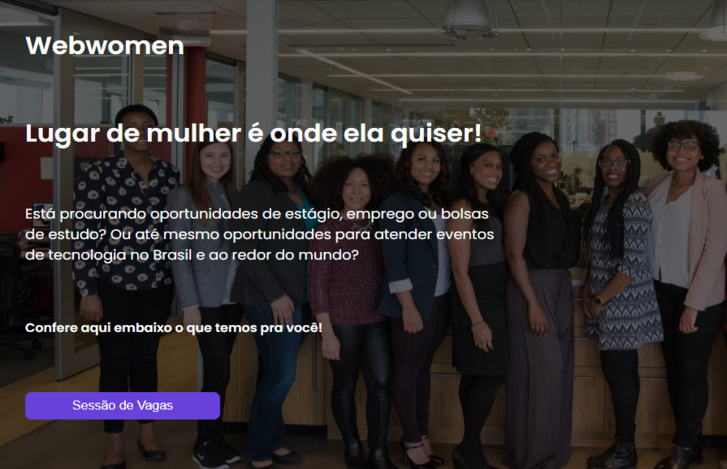 Webwomen
Lugar de mulher é onde ela quiser!
Está procurando oportunidades de estágio, emprego ou bolsas
de estudo? Ou até mesmo oportunidades para atender eventos
de tecnologia no Brasil e ao redor do mundo?
Confere aqui embaixo o que temos pra você!
Sessão de Vagas